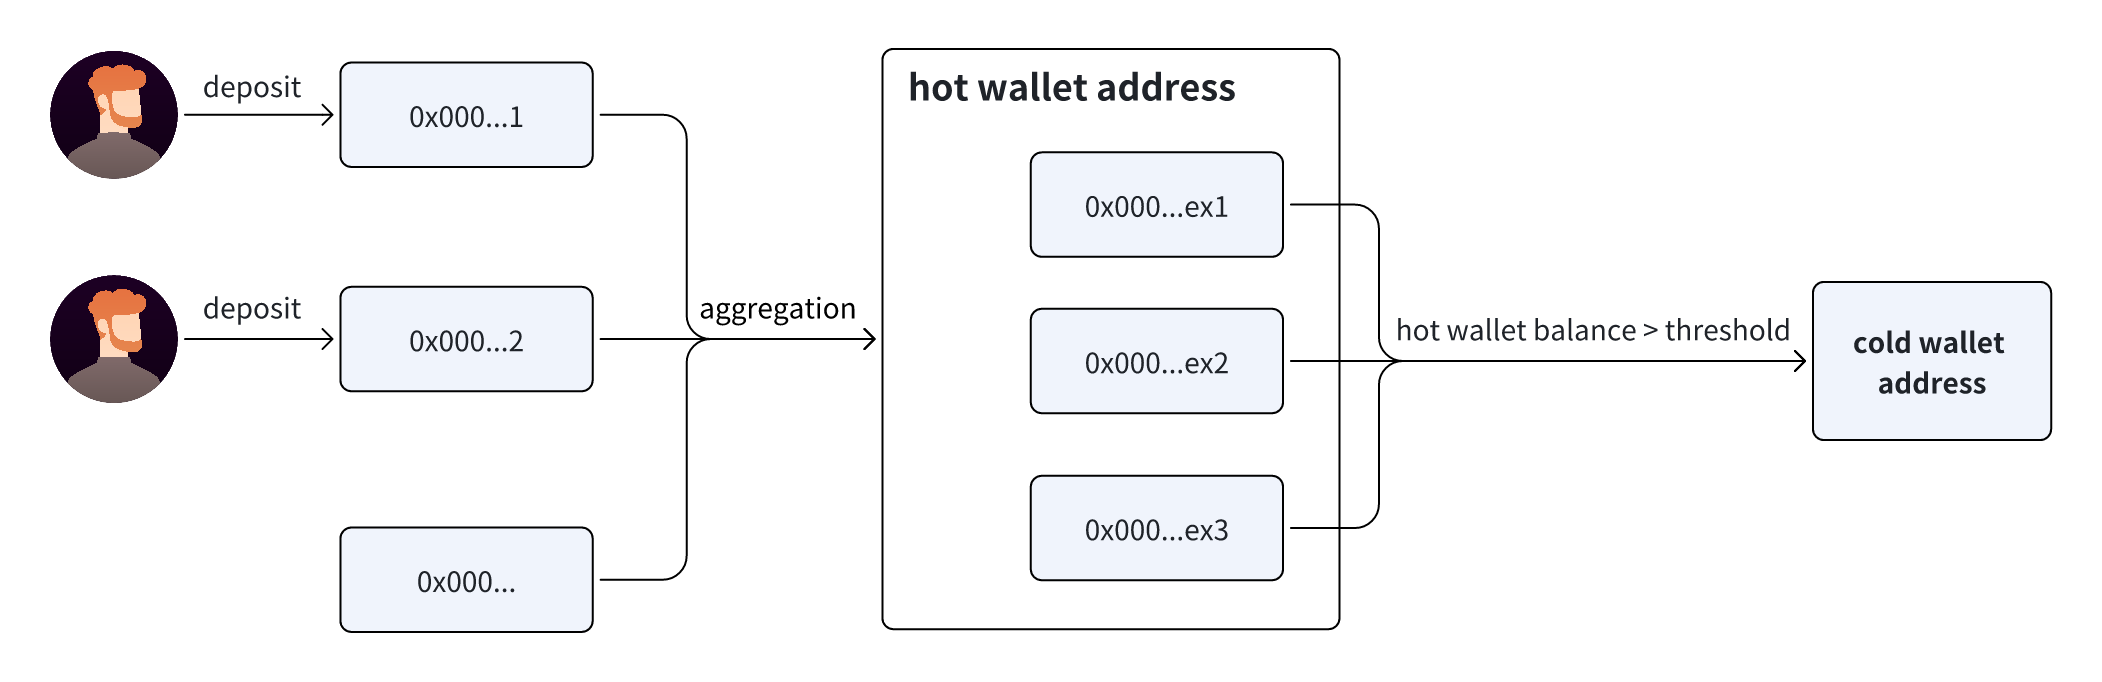 deposit
0x000...1
hot wallet address
0x000...ex1
deposit
0x000...2
aggregation
0x000...ex2
hot wallet balance > threshold
cold wallet
address
0x000...
0x000...ex3